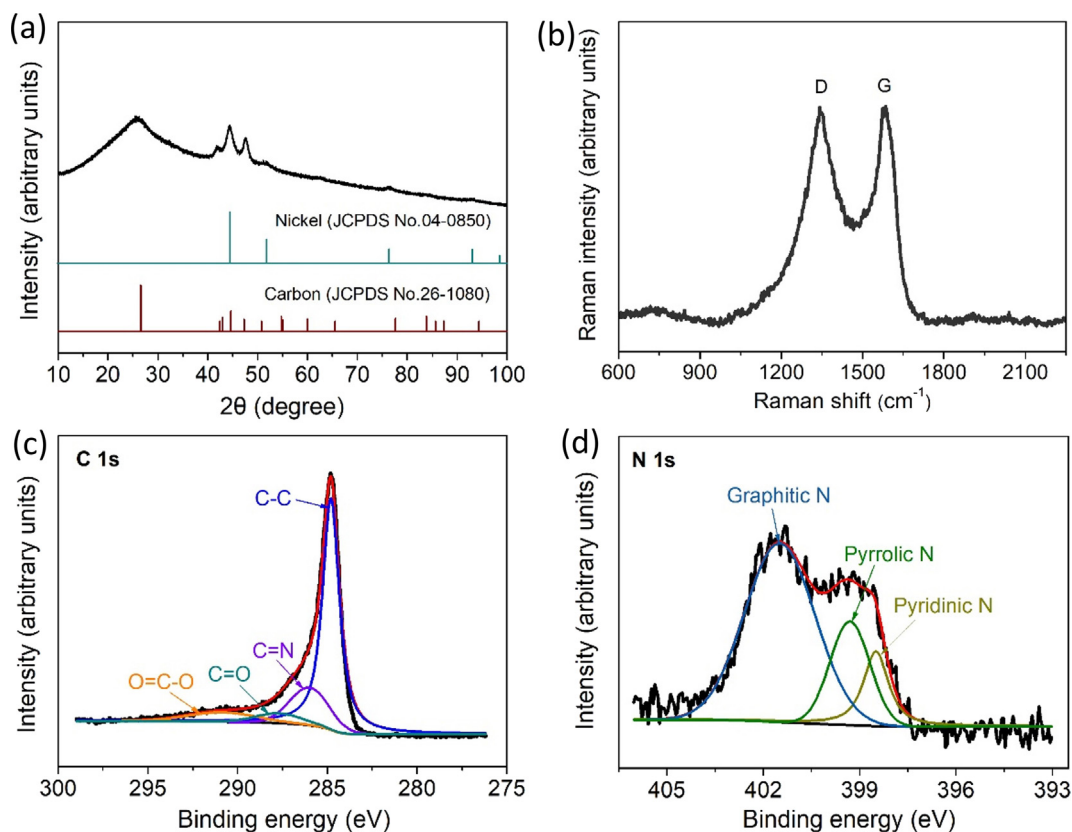 (a)
Intensity (arbitrary units)
Nickel (JCPDS No.04-0850)
Carbon (JCPDS No.26-1080)
10 20 30 40 50 60 70 80 90 100
2θ (degree)
(b)
Raman intensity (arbitrary units)
D G
600 900 1200 1500 1800 2100
Raman shift (cm⁻¹)
(c)
C 1s
Intensity (arbitrary units)
C-C
C=N
C=O
O=C-O
300 295 290 285 280 275
Binding energy (eV)
(d)
N 1s
Intensity (arbitrary units)
Graphitic N
Pyrrolic N
Pyridinic N
405 402 399 396 393
Binding energy (eV)